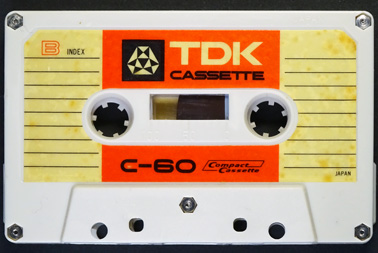 B INDEX
TDK
CASSETTE
C-60 Compact Cassette
JAPAN